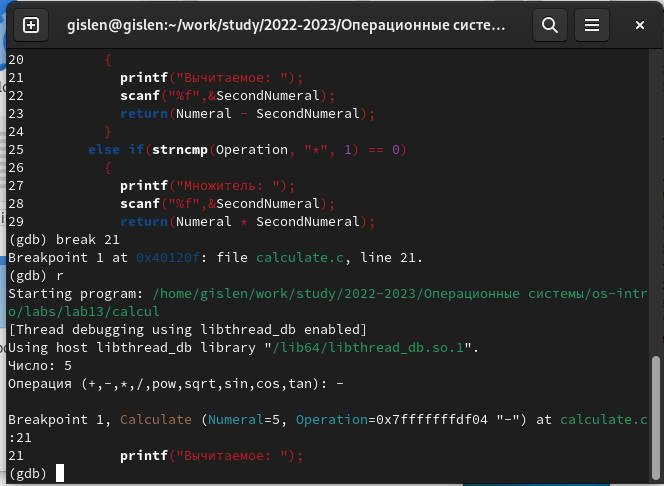 gislen@gislen:~/work/study/2022-2023/Операционные систе…
20          {
21            printf("Вычитаемое: ");
22            scanf("%f",&SecondNumeral);
23            return(Numeral - SecondNumeral);
24          }
25        else if(strncmp(Operation, "*", 1) == 0)
26          {
27            printf("Множитель: ");
28            scanf("%f",&SecondNumeral);
29            return(Numeral * SecondNumeral);
(gdb) break 21
Breakpoint 1 at 0x40120f: file calculate.c, line 21.
(gdb) r
Starting program: /home/gislen/work/study/2022-2023/Операционные системы/os-intr
o/labs/lab13/calcul
[Thread debugging using libthread_db enabled]
Using host libthread_db library "/lib64/libthread_db.so.1".
Число: 5
Операция (+,-,*,/,pow,sqrt,sin,cos,tan): -
Breakpoint 1, Calculate (Numeral=5, Operation=0x7fffffffdf04 "-") at calculate.c
:21
21            printf("Вычитаемое: ");
(gdb)